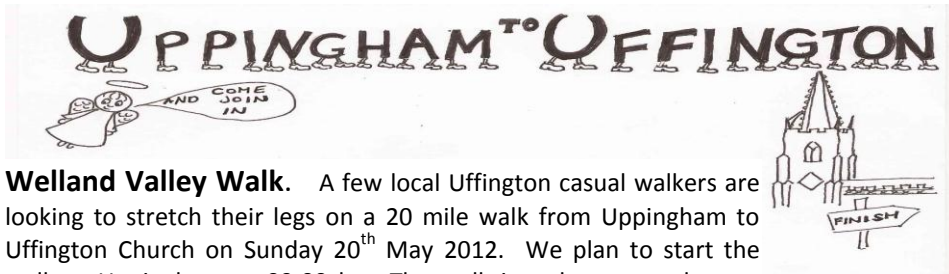 UPPINGHAM TO UFFINGTON
AND COME JOIN IN
FINISH
Welland Valley Walk. A few local Uffington casual walkers are
looking to stretch their legs on a 20 mile walk from Uppingham to
Uffington Church on Sunday 20th May 2012. We plan to start the